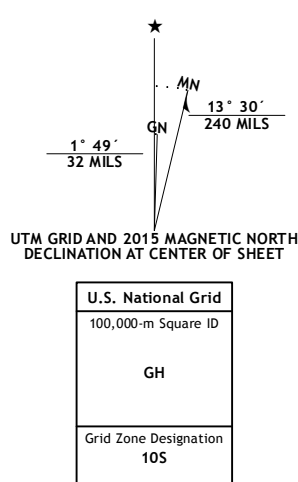 ★
MN
GN
13° 30´
240 MILS
1° 49´
32 MILS
UTM GRID AND 2015 MAGNETIC NORTH
DECLINATION AT CENTER OF SHEET
U.S. National Grid
100,000-m Square ID
GH
Grid Zone Designation
10S